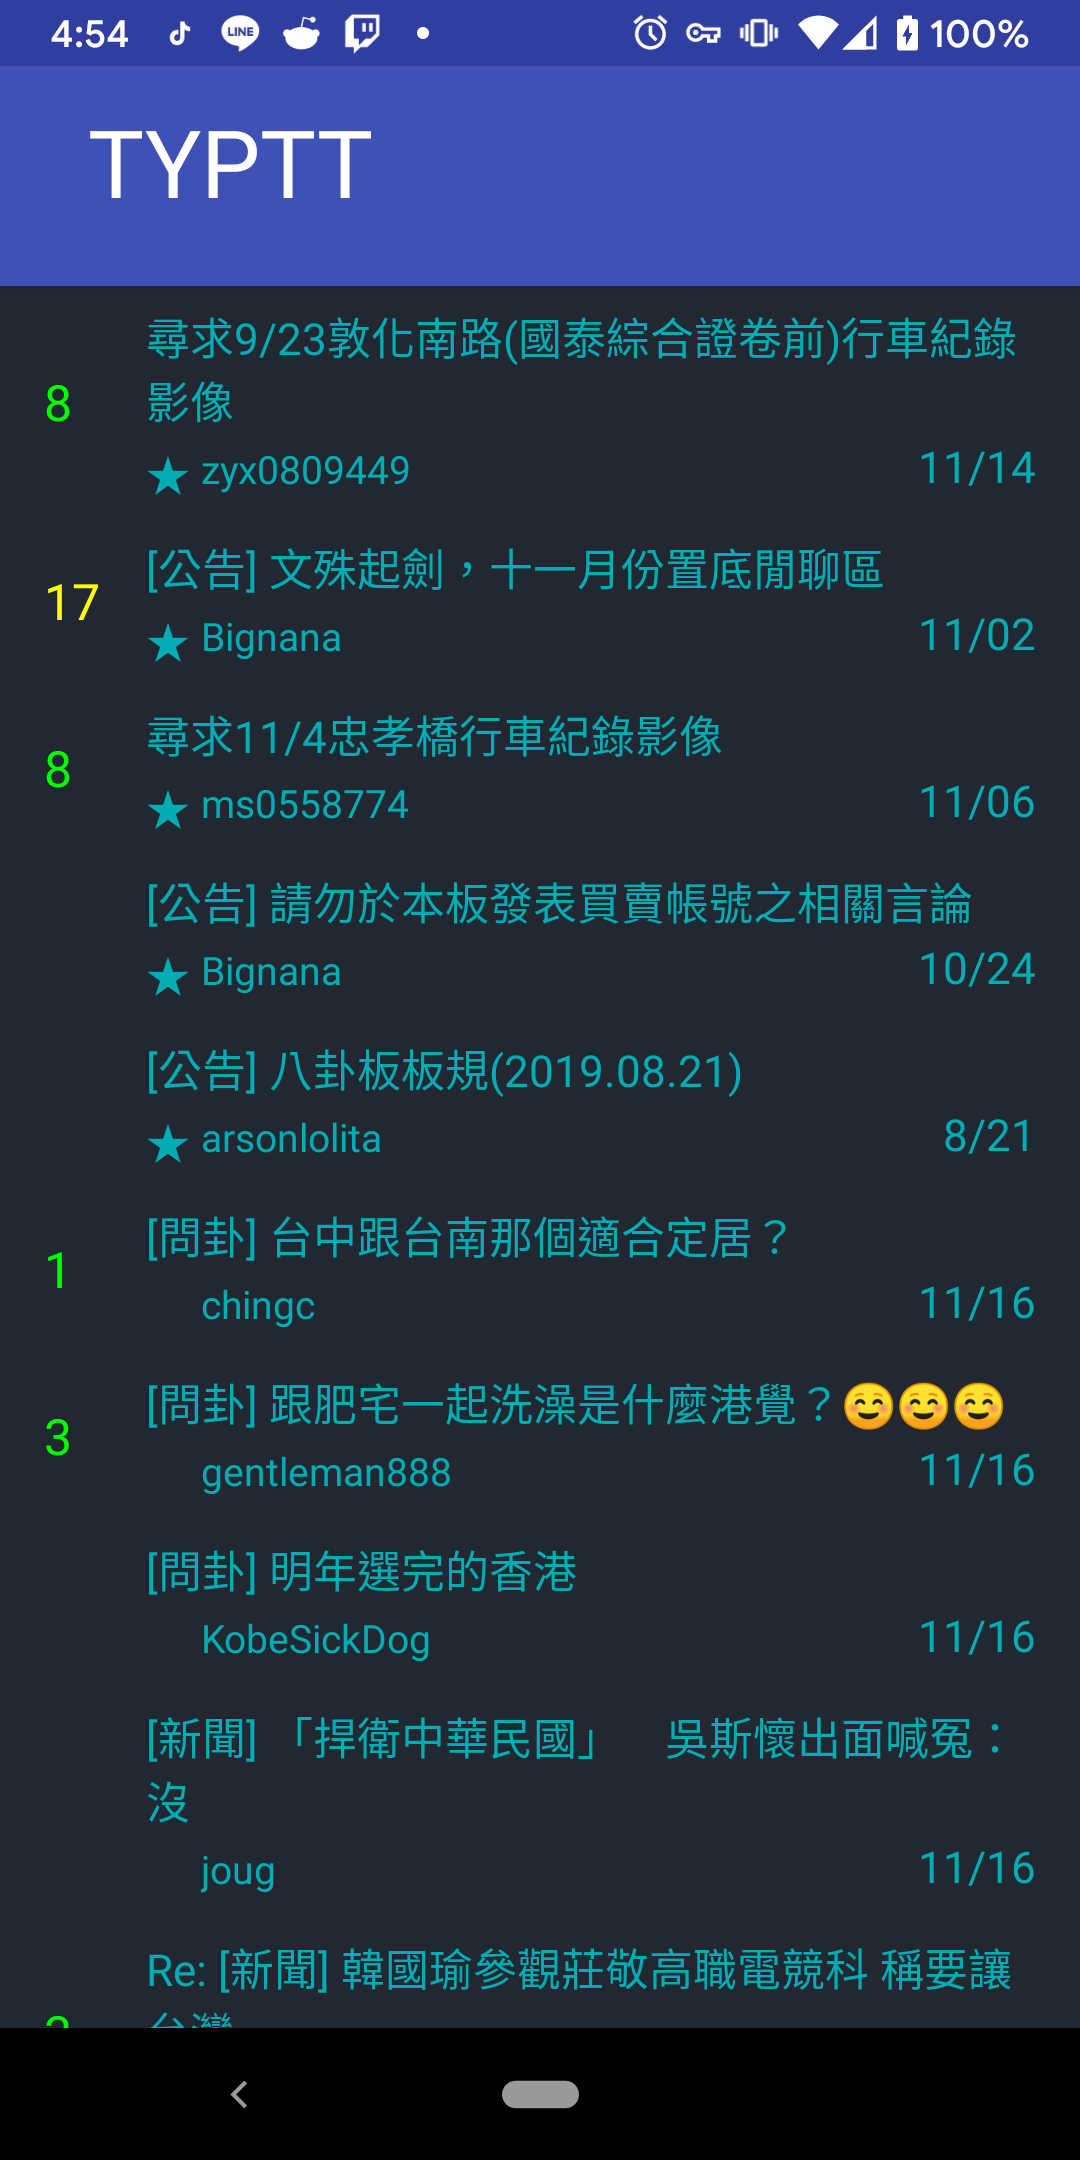 4:54 LINE 100%
TYPTT
尋求9/23敦化南路(國泰綜合證卷前)行車紀錄
影像
8
★ zyx0809449 11/14
[公告] 文殊起劍，十一月份置底閒聊區
17
★ Bignana 11/02
尋求11/4忠孝橋行車紀錄影像
8
★ ms0558774 11/06
[公告] 請勿於本板發表買賣帳號之相關言論
★ Bignana 10/24
[公告] 八卦板板規(2019.08.21)
★ arsonlolita 8/21
[問卦] 台中跟台南那個適合定居？
1
chingc 11/16
[問卦] 跟肥宅一起洗澡是什麼港覺？😊😊😊
3
gentleman888 11/16
[問卦] 明年選完的香港
KobeSickDog 11/16
[新聞] 「捍衛中華民國」　吳斯懷出面喊冤：
沒
joug 11/16
Re: [新聞] 韓國瑜參觀莊敬高職電競科 稱要讓
台灣